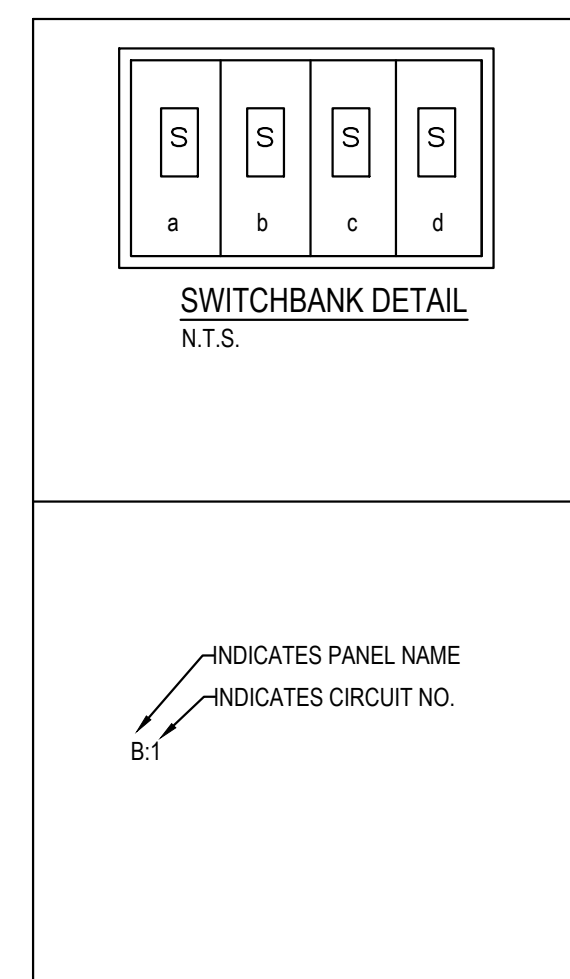 S S S S
a b c d
SWITCHBANK DETAIL
N.T.S.
INDICATES PANEL NAME
INDICATES CIRCUIT NO.
B:1